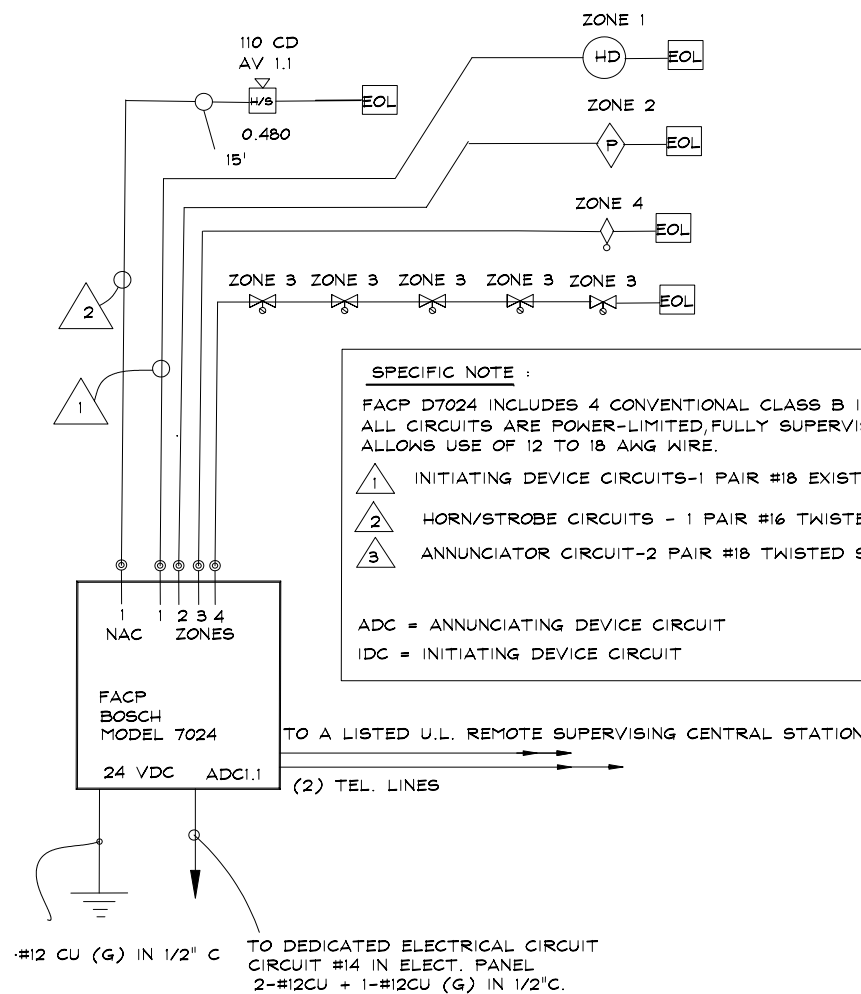 ZONE 1
110 CD
AV 1.1
HD
EOL
H/S
EOL
0.480
15'
ZONE 2
P
EOL
ZONE 4
EOL
ZONE 3 ZONE 3 ZONE 3 ZONE 3 ZONE 3
EOL
2
1
SPECIFIC NOTE :
FACP D7024 INCLUDES 4 CONVENTIONAL CLASS B
ALL CIRCUITS ARE POWER-LIMITED, FULLY
ALLOWS USE OF 12 TO 18 AWG WIRE.
1 INITIATING DEVICE CIRCUITS-1 PAIR #18
2 HORN/STROBE CIRCUITS - 1 PAIR #16
3 ANNUNCIATOR CIRCUIT-2 PAIR #18 TWISTED
ADC = ANNUNCIATING DEVICE CIRCUIT
IDC = INITIATING DEVICE CIRCUIT
1 1 2 3 4
NAC ZONES
FACP
BOSCH
MODEL 7024
24 VDC ADC1.1
TO A LISTED U.L. REMOTE SUPERVISING CENTRAL STATION
(2) TEL. LINES
#12 CU (G) IN 1/2" C
TO DEDICATED ELECTRICAL CIRCUIT
CIRCUIT #14 IN ELECT. PANEL
2-#12CU + 1-#12CU (G) IN 1/2"C.